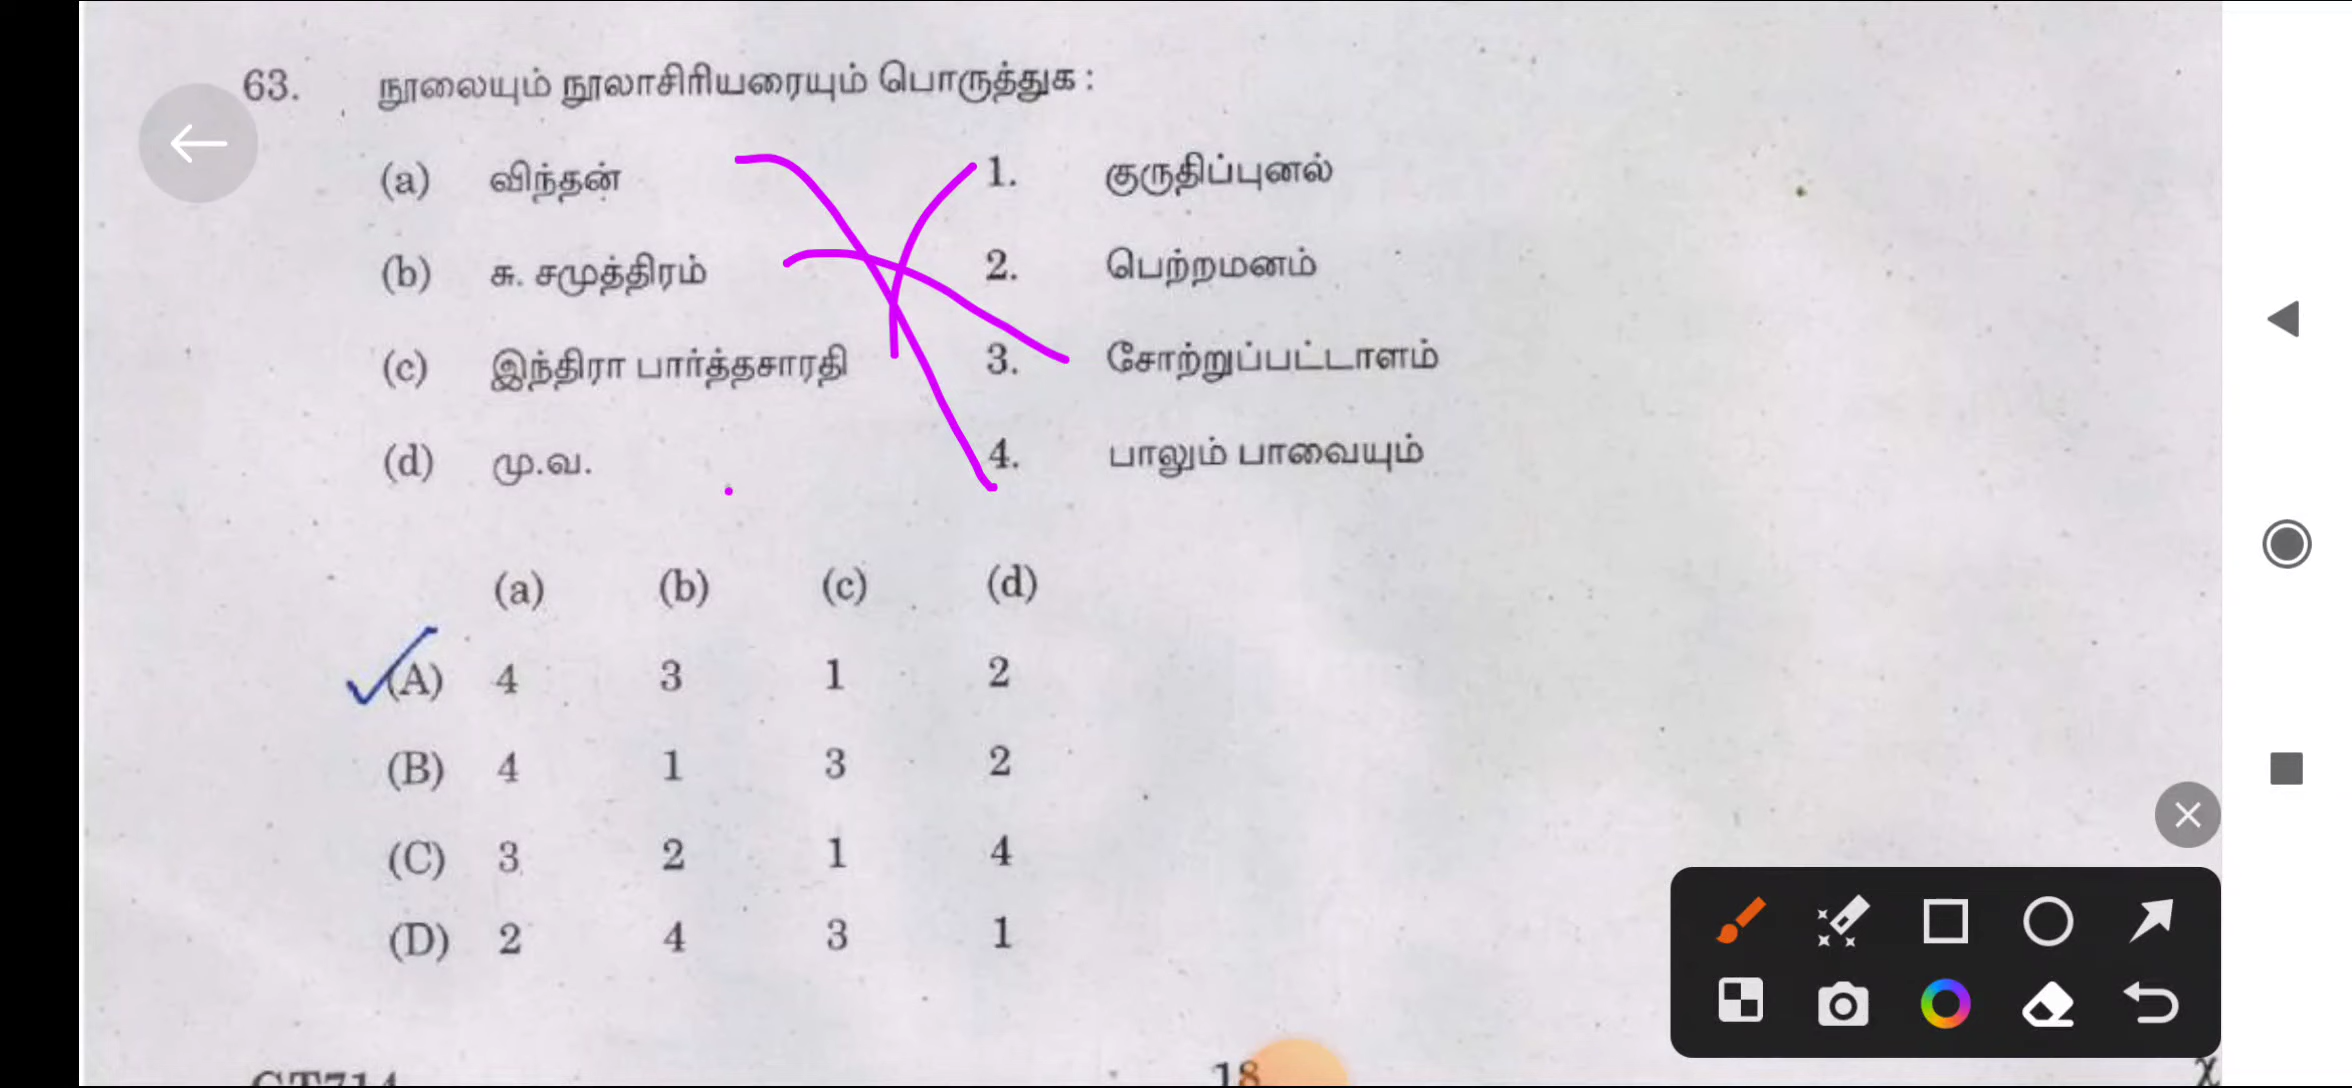 63. நூலையும் நூலாசிரியரையும் பொருத்துக :
(a) விந்தன் 1. குருதிப்புனல்
(b) சு. சமுத்திரம் 2. பெற்றமனம்
(c) இந்திரா பார்த்தசாரதி 3. சோற்றுப்பட்டாளம்
(d) மு.வ. 4. பாலும் பாவையும்
(a) (b) (c) (d)
(A) 4 3 1 2
(B) 4 1 3 2
(C) 3 2 1 4
(D) 2 4 3 1
18